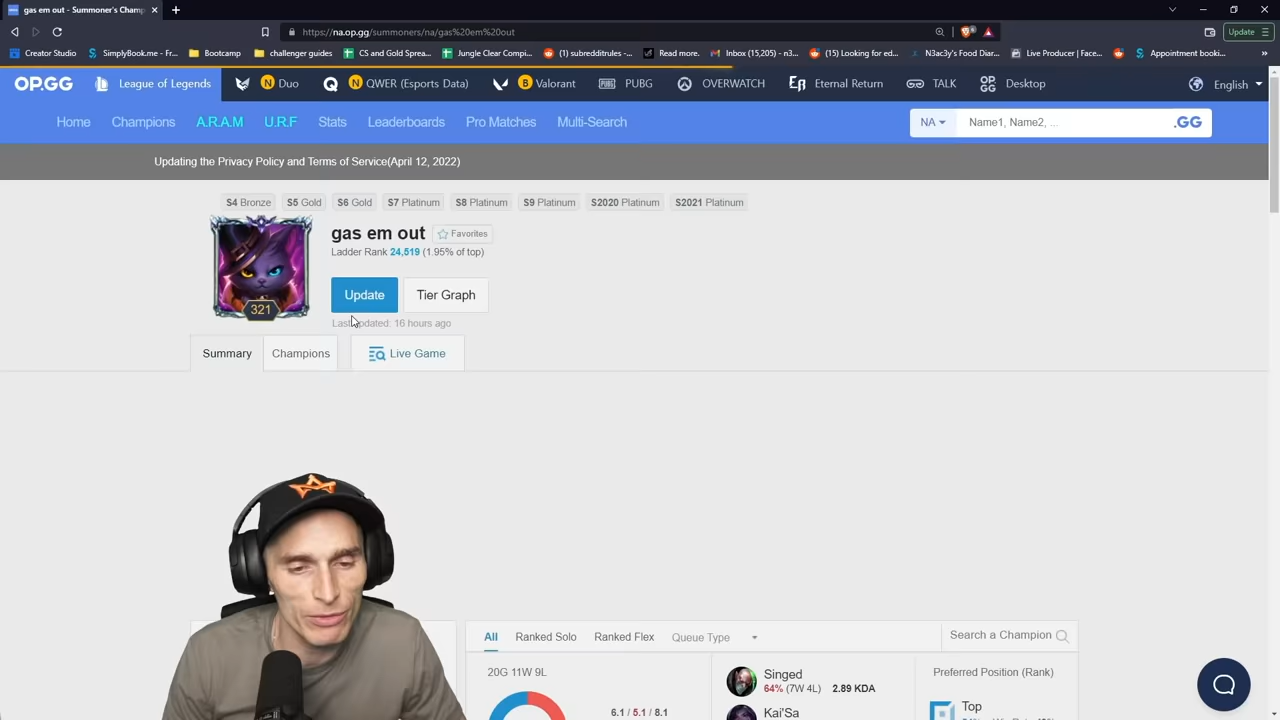 gas em out - Summoner's Champ
https://na.op.gg/summoners/na/gas%20em%20out
Update
Creator Studio
SimplyBook.me - Fr...
Bootcamp
challenger guides
CS and Gold Sprea...
Jungle Clear Compi...
(1) subredditrules -...
Read more.
Inbox (15,205) - n3...
(15) Looking for ed...
N3ac3y's Food Diar...
Live Producer | Face...
Appointment booki...
OP.GG
League of Legends
N Duo
N QWER (Esports Data)
B Valorant
PUBG
OVERWATCH
Eternal Return
TALK
OP.GG Desktop
English
Home
Champions
A.R.A.M
U.R.F
Stats
Leaderboards
Pro Matches
Multi-Search
NA
Name1, Name2, ...
.GG
Updating the Privacy Policy and Terms of Service(April 12, 2022)
S4 Bronze
S5 Gold
S6 Gold
S7 Platinum
S8 Platinum
S9 Platinum
S2020 Platinum
S2021 Platinum
gas em out
Favorites
Ladder Rank 24,519 (1.95% of top)
321
Update
Tier Graph
Last updated: 16 hours ago
Summary
Champions
Live Game
All
Ranked Solo
Ranked Flex
Queue Type
Search a Champion
20G 11W 9L
6.1 / 5.1 / 8.1
Singed
64% (7W 4L) 2.89 KDA
Kai'Sa
Preferred Position (Rank)
Top